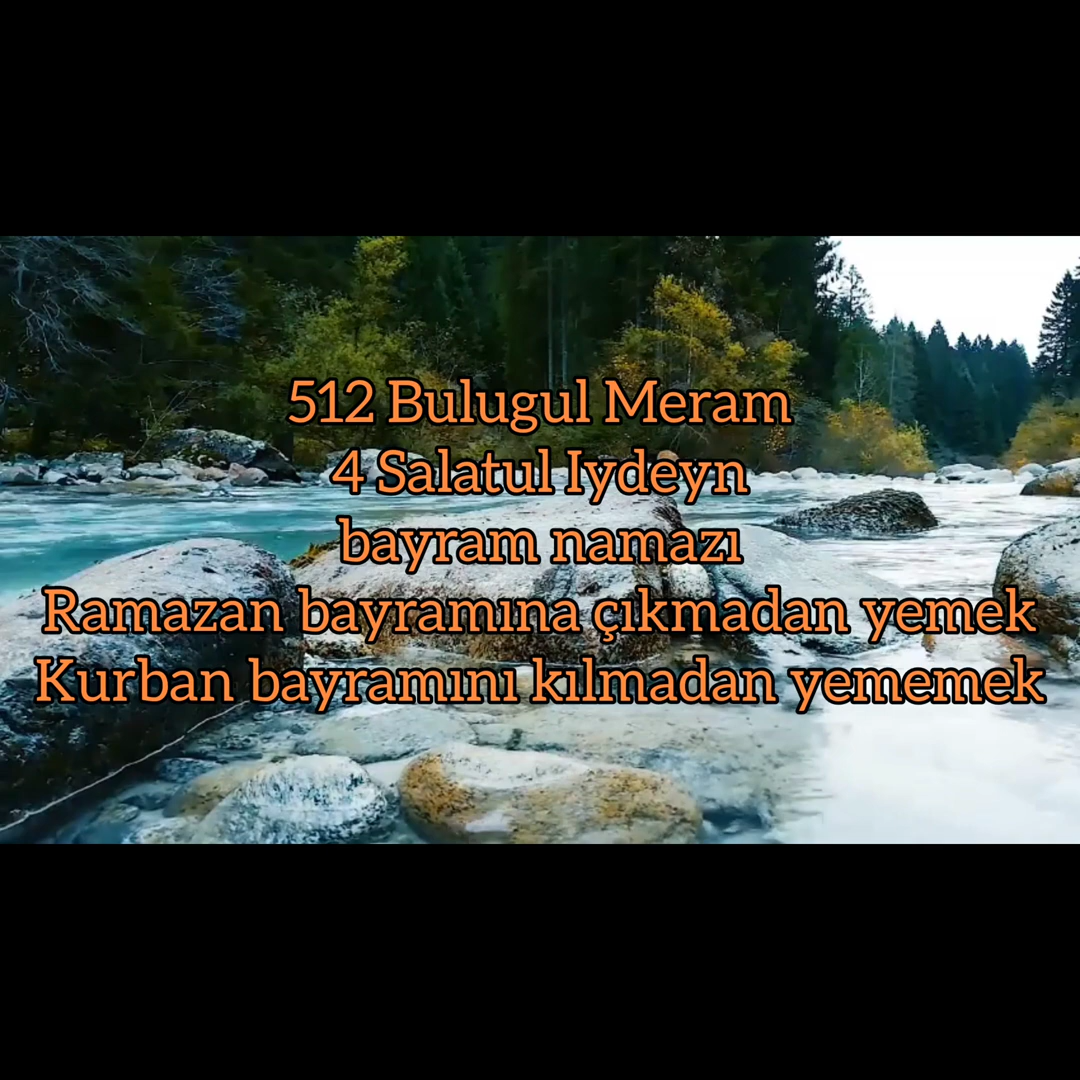 512 Bulugul Meram
4 Salatul Iydeyn
bayram namazı
Ramazan bayramına çıkmadan yemek
Kurban bayramını kılmadan yememek